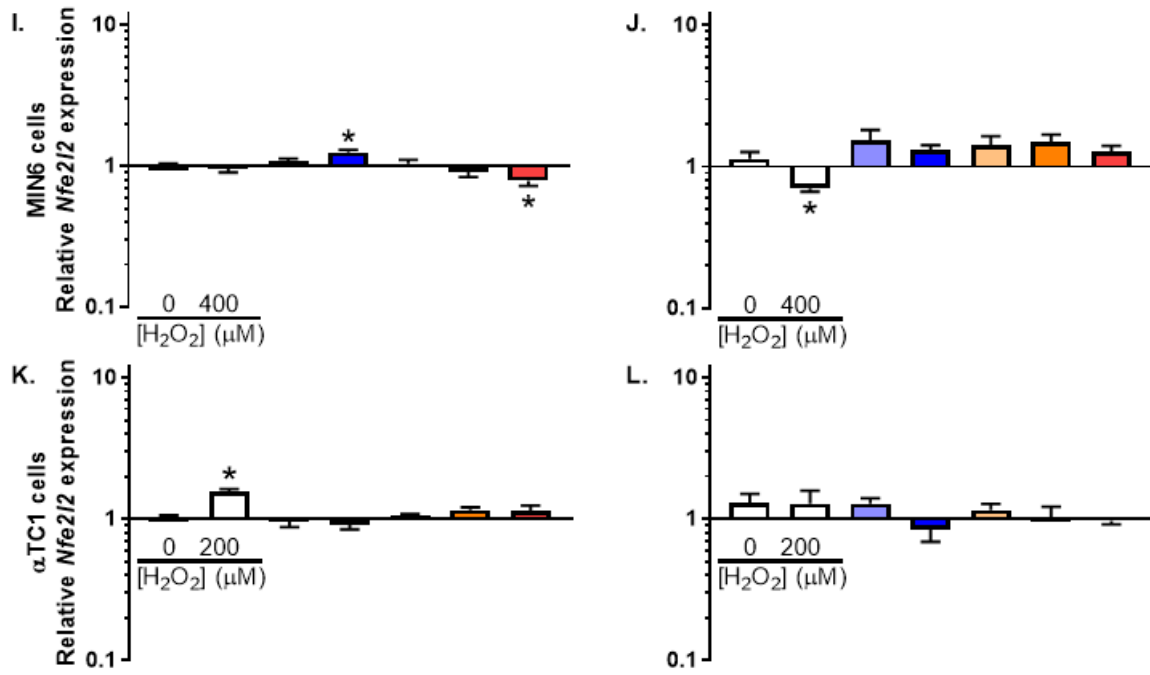 I.
MIN6 cells
Relative Nfe2l2 expression
10
1
0.1
*
*
0 400
[H₂O₂] (μM)
J.
10
1
0.1
*
0 400
[H₂O₂] (μM)
K.
αTC1 cells
Relative Nfe2l2 expression
10
1
0.1
*
0 200
[H₂O₂] (μM)
L.
10
1
0.1
0 200
[H₂O₂] (μM)